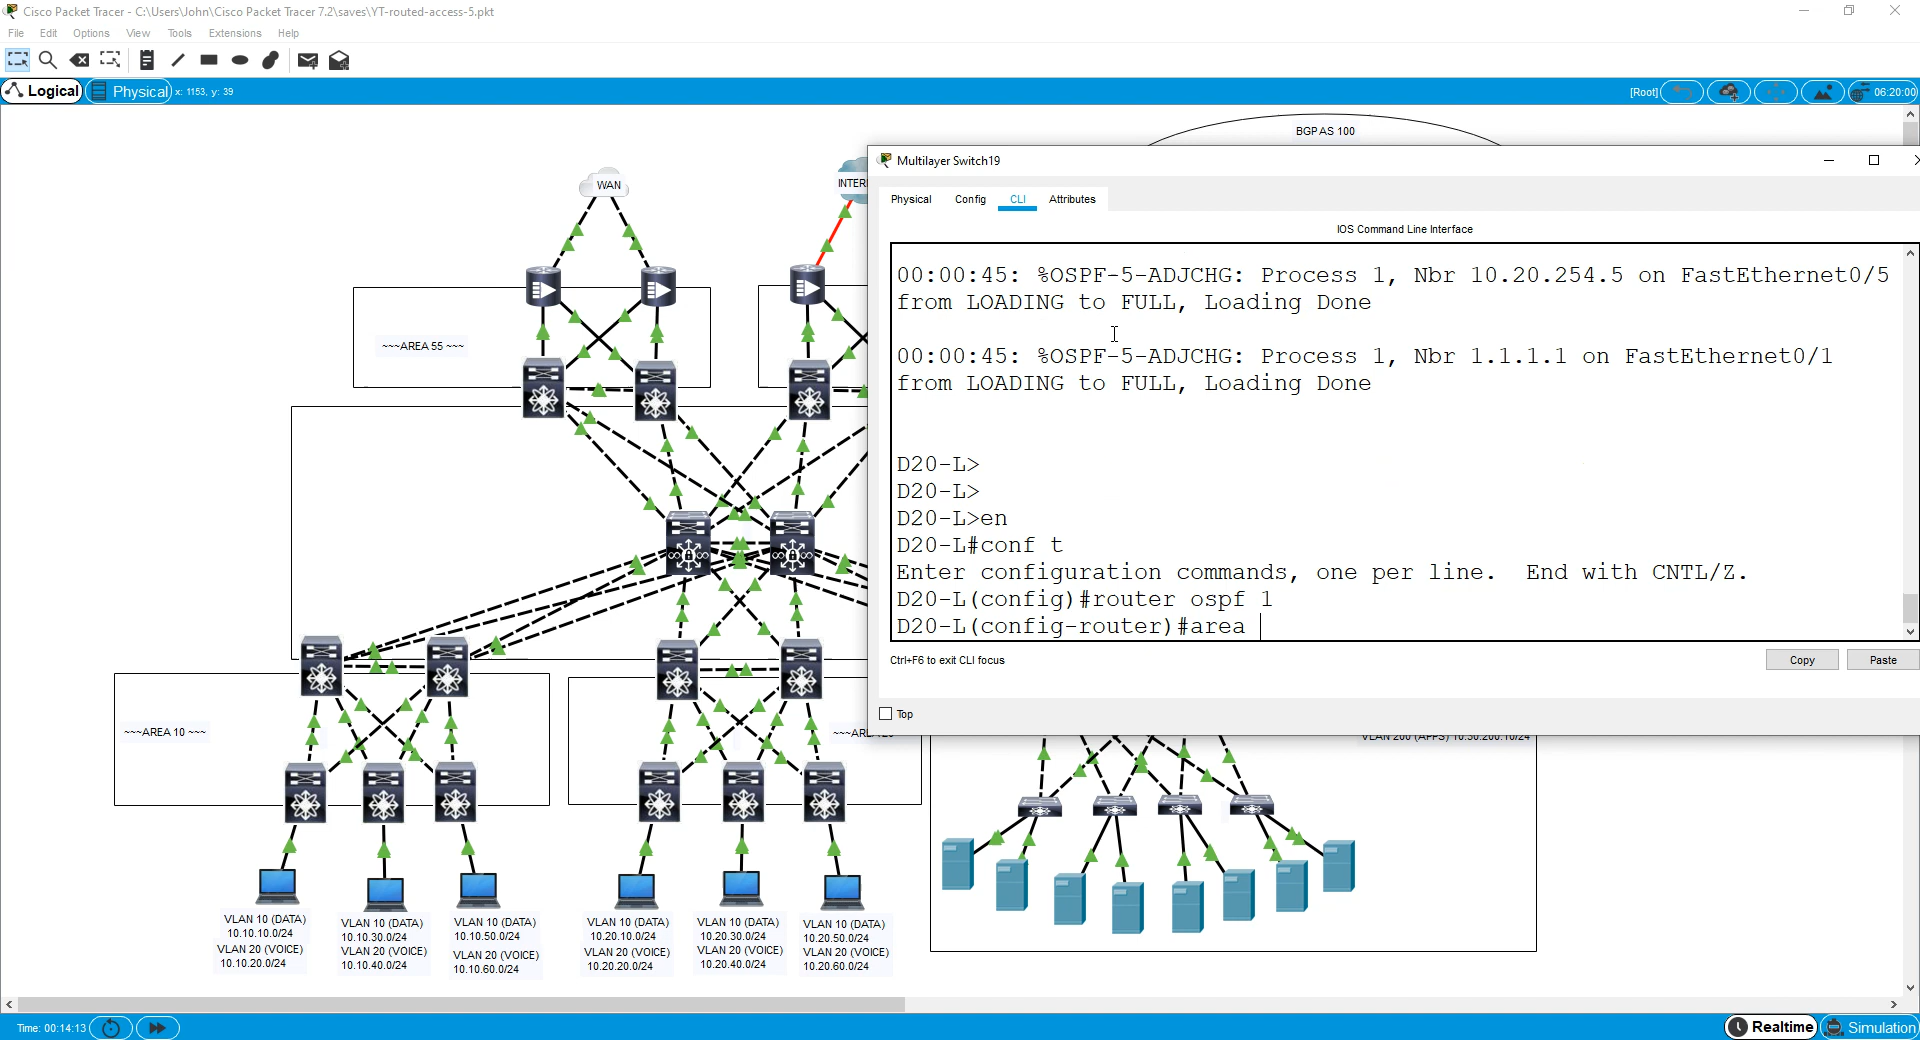 Cisco Packet Tracer - C:\Users\John\Cisco Packet Tracer 7.2\saves\YT-routed-access-5.pkt
File Edit Options View Tools Extensions Help
Logical Physical x: 1153, y: 39 [Root] 06:20:00
BGP AS 100
WAN
INTER
~~~AREA 55 ~~~
Multilayer Switch19
Physical Config CLI Attributes
IOS Command Line Interface
00:00:45: %OSPF-5-ADJCHG: Process 1, Nbr 10.20.254.5 on FastEthernet0/5
from LOADING to FULL, Loading Done
00:00:45: %OSPF-5-ADJCHG: Process 1, Nbr 1.1.1.1 on FastEthernet0/1
from LOADING to FULL, Loading Done
D20-L>
D20-L>
D20-L>en
D20-L#conf t
Enter configuration commands, one per line.  End with CNTL/Z.
D20-L(config)#router ospf 1
D20-L(config-router)#area
Ctrl+F6 to exit CLI focus
Copy Paste
Top
~~~AREA 10 ~~~
VLAN 200 (APPS) 10.50.200.10/24
VLAN 10 (DATA)
10.10.10.0/24
VLAN 20 (VOICE)
10.10.20.0/24
VLAN 10 (DATA)
10.10.30.0/24
VLAN 20 (VOICE)
10.10.40.0/24
VLAN 10 (DATA)
10.10.50.0/24
VLAN 20 (VOICE)
10.10.60.0/24
VLAN 10 (DATA)
10.20.10.0/24
VLAN 20 (VOICE)
10.20.20.0/24
VLAN 10 (DATA)
10.20.30.0/24
VLAN 20 (VOICE)
10.20.40.0/24
VLAN 10 (DATA)
10.20.50.0/24
VLAN 20 (VOICE)
10.20.60.0/24
Time: 00:14:13
Realtime Simulation